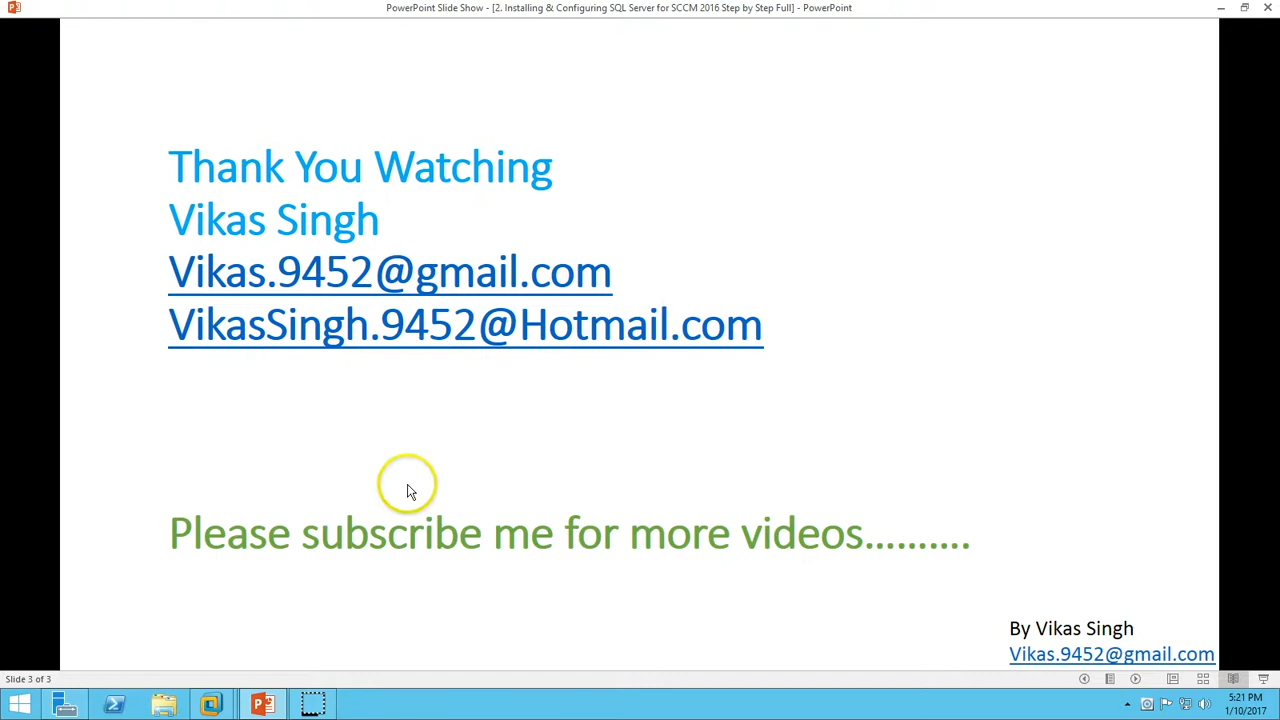 PowerPoint Slide Show - [2. Installing & Configuring SQL Server for SCCM 2016 Step by Step Full] - PowerPoint
Thank You Watching
Vikas Singh
Vikas.9452@gmail.com
VikasSingh.9452@Hotmail.com
Please subscribe me for more videos..........
By Vikas Singh
Vikas.9452@gmail.com
Slide 3 of 3
5:21 PM
1/10/2017